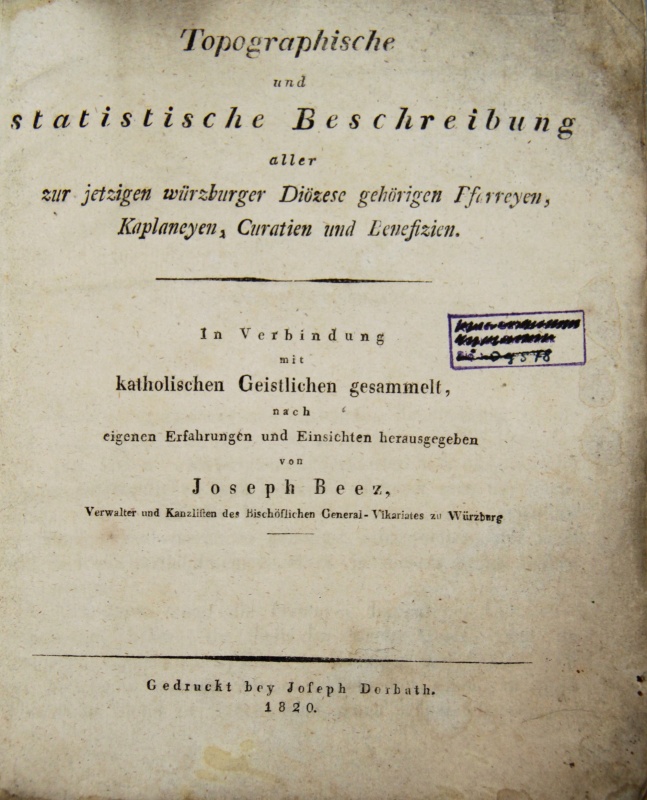 Topographische
und
statistische Beschreibung
aller
zur jetzigen würzburger Diözese gehörigen Pfarreyen,
Kaplaneyen, Curatien und Benefizien.
In Verbindung
mit
katholischen Geistlichen gesammelt,
nach
eigenen Erfahrungen und Einsichten herausgegeben
von
Joseph Beez,
Verwalter und Kanzliſten des Bischöflichen General-Vikariates zu Würzburg
Gedruckt bey Joſeph Dorbath.
1820.